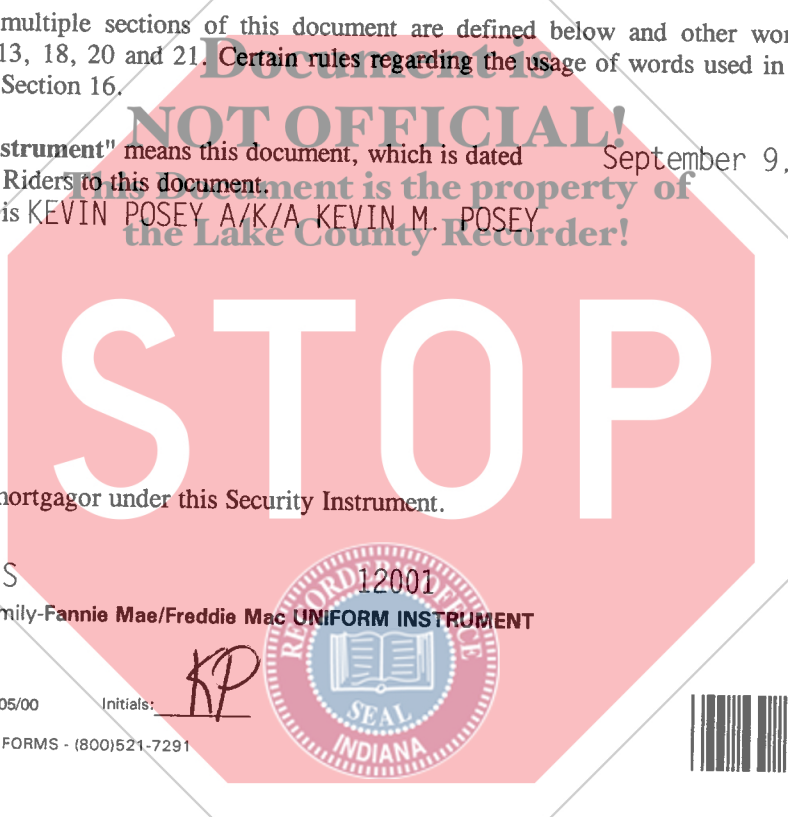 multiple sections of this document are defined below and other wor
13, 18, 20 and 21. Certain rules regarding the usage of words used in
Section 16.
Document is
NOT OFFICIAL!
This Document is the property of
the Lake County Recorder!
strument" means this document, which is dated September 9,
Riders to this document.
is KEVIN POSEY A/K/A KEVIN M. POSEY
STOP
nortgagor under this Security Instrument.
S 12001
mily-Fannie Mae/Freddie Mac UNIFORM INSTRUMENT
05/00 Initials: KP
FORMS - (800)521-7291
RECORDER'S OFFICE
SEAL
INDIANA